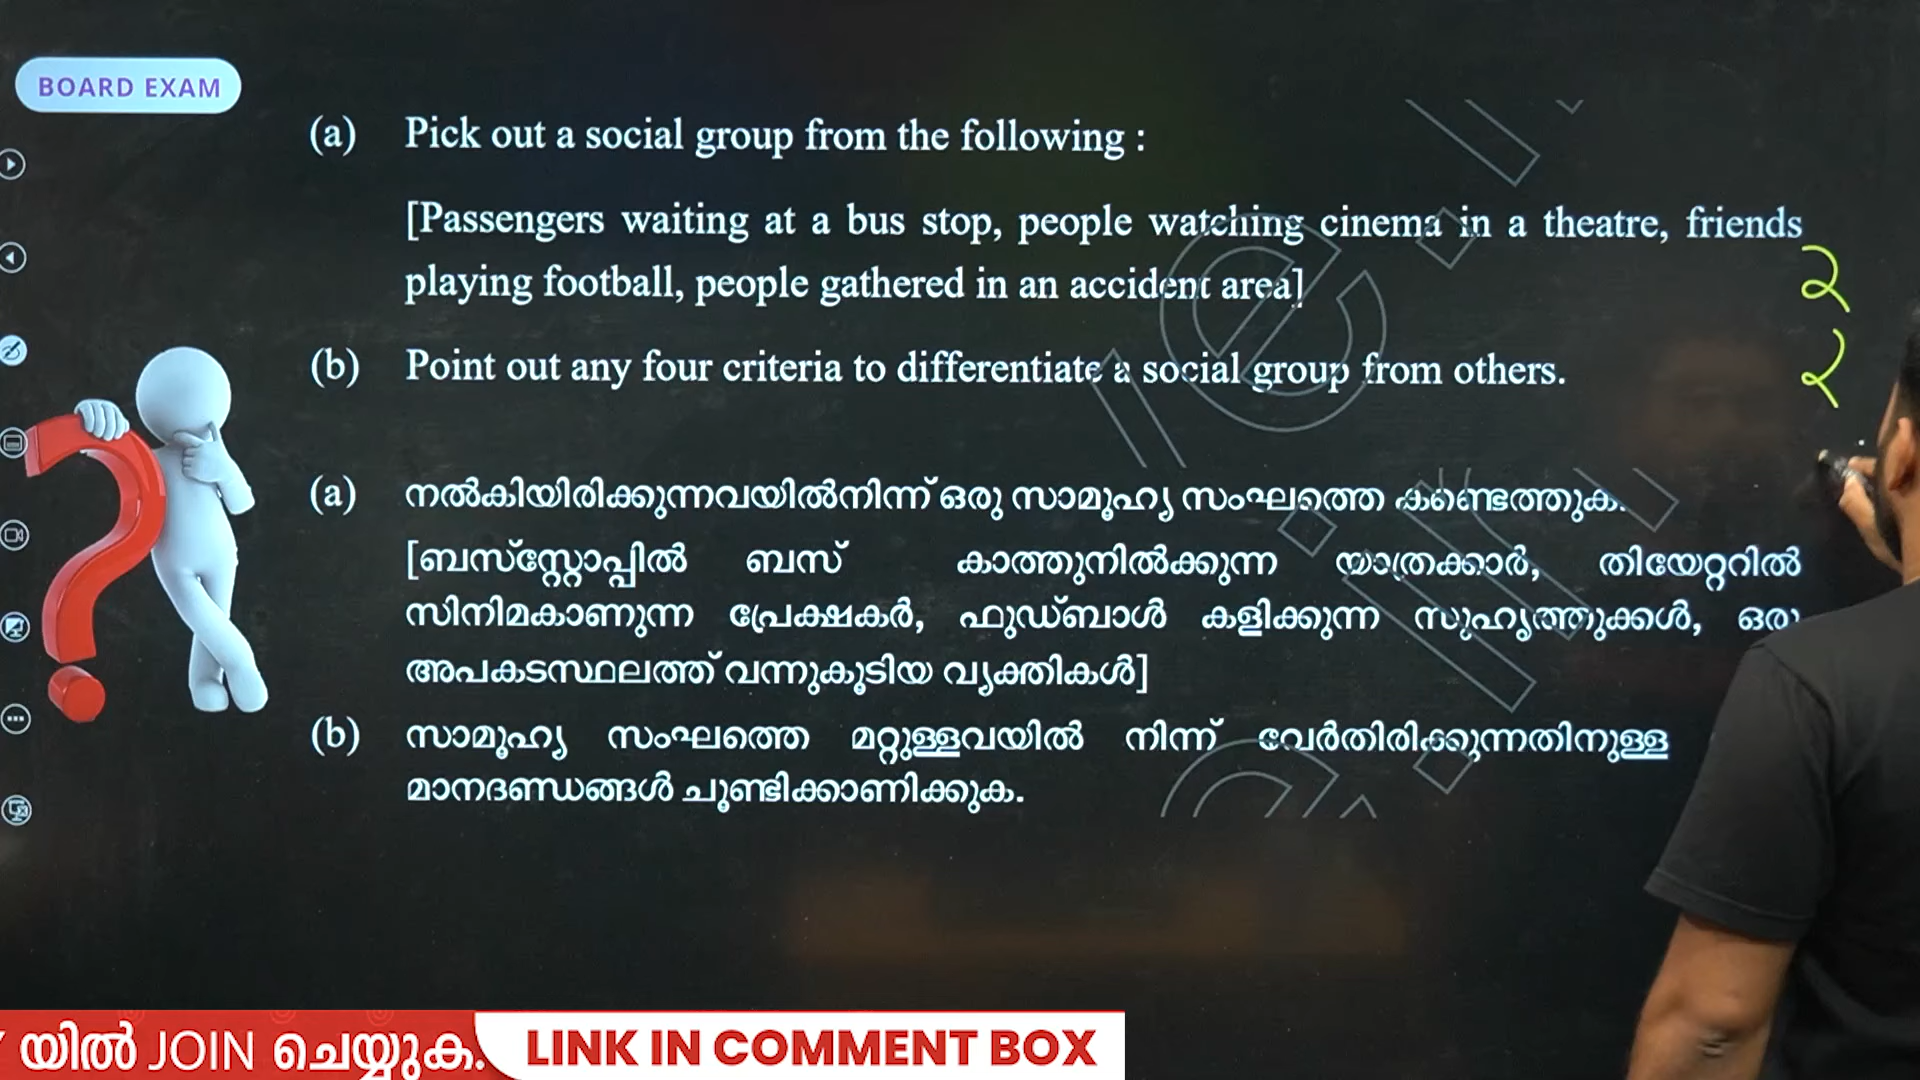 BOARD EXAM
(a) Pick out a social group from the following :
[Passengers waiting at a bus stop, people watching cinema in a theatre, friends
playing football, people gathered in an accident area]
2
(b) Point out any four criteria to differentiate a social group from others.
2
(a) നൽകിയിരിക്കുന്നവയിൽനിന്ന് ഒരു സാമൂഹ്യ സംഘത്തെ കണ്ടെത്തുക.
[ബസ്സ്റ്റോപ്പിൽ ബസ് കാത്തുനിൽക്കുന്ന യാത്രക്കാർ, തിയേറ്ററിൽ
സിനിമകാണുന്ന പ്രേക്ഷകർ, ഫുഡ്ബാൾ കളിക്കുന്ന സുഹൃത്തുക്കൾ, ഒരു
അപകടസ്ഥലത്ത് വന്നുകൂടിയ വ്യക്തികൾ]
(b) സാമൂഹ്യ സംഘത്തെ മറ്റുള്ളവയിൽ നിന്ന് വേർതിരിക്കുന്നതിനുള്ള
മാനദണ്ഡങ്ങൾ ചൂണ്ടിക്കാണിക്കുക.
യിൽ JOIN ചെയ്യുക. LINK IN COMMENT BOX